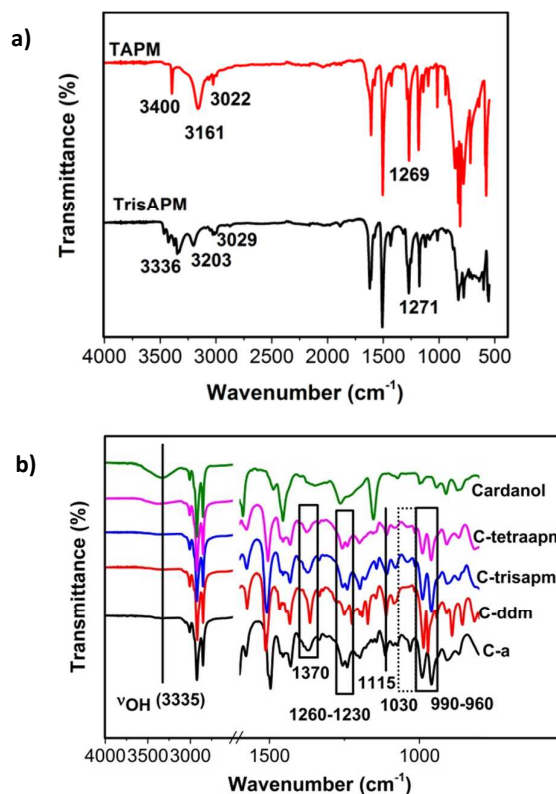 a)
TAPM
3400
3022
3161
1269
TrisAPM
3336
3029
3203
1271
Transmittance (%)
4000 3500 3000 2500 2000 1500 1000 500
Wavenumber (cm⁻¹)
b)
Cardanol
C-tetraapm
C-trisapm
C-ddm
C-a
1370
1115
1030
990-960
1260-1230
νOH (3335)
Transmittance (%)
4000 3500 3000 1500 1000
Wavenumber (cm⁻¹)